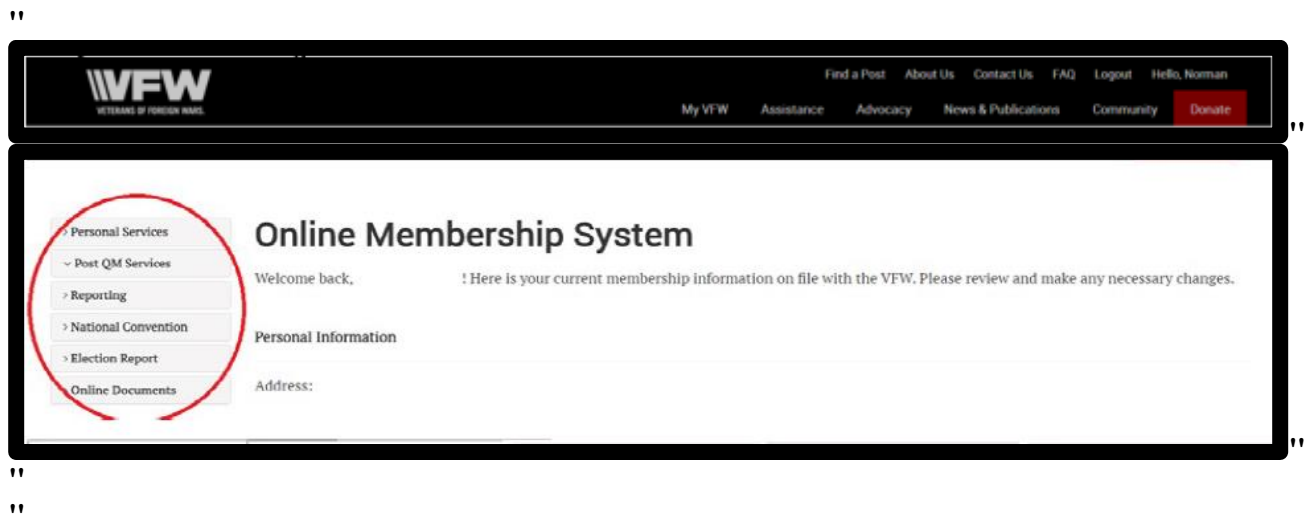 "
VFW
VETERANS OF FOREIGN WARS.
Find a Post About Us Contact Us FAQ Logout Hello, Norman
My VFW Assistance Advocacy News & Publications Community Donate
"
> Personal Services
Post QM Services
> Reporting
> National Convention
> Election Report
Online Documents
Online Membership System
Welcome back, ! Here is your current membership information on file with the VFW. Please review and make any necessary changes.
Personal Information
Address:
"
"
"